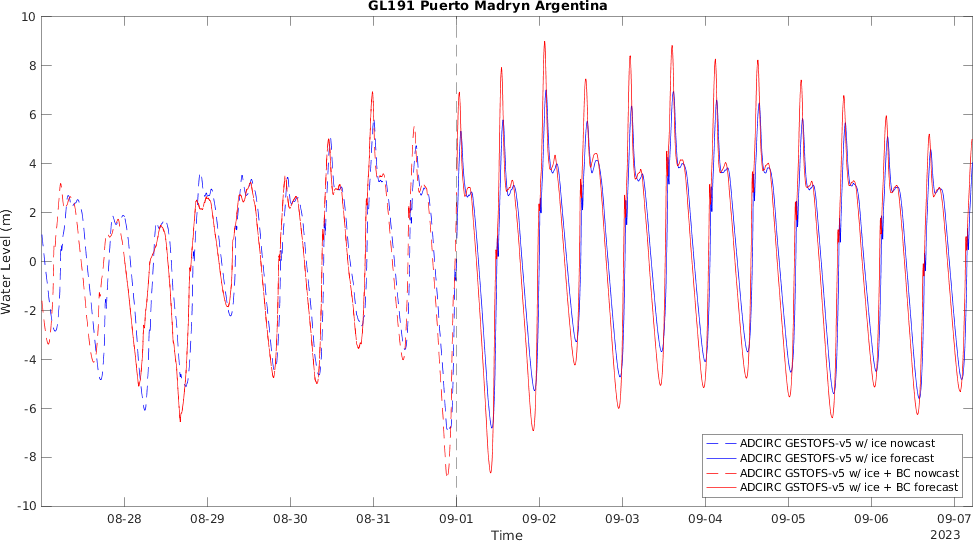 GL191 Puerto Madryn Argentina
10
8
6
4
2
0
-2
-4
-6
-8
-10
Water Level (m)
ADCIRC GESTOFS-v5 w/ ice nowcast
ADCIRC GESTOFS-v5 w/ ice forecast
ADCIRC GSTOFS-v5 w/ ice + BC nowcast
ADCIRC GSTOFS-v5 w/ ice + BC forecast
08-28 08-29 08-30 08-31 09-01 09-02 09-03 09-04 09-05 09-06 09-07
2023
Time